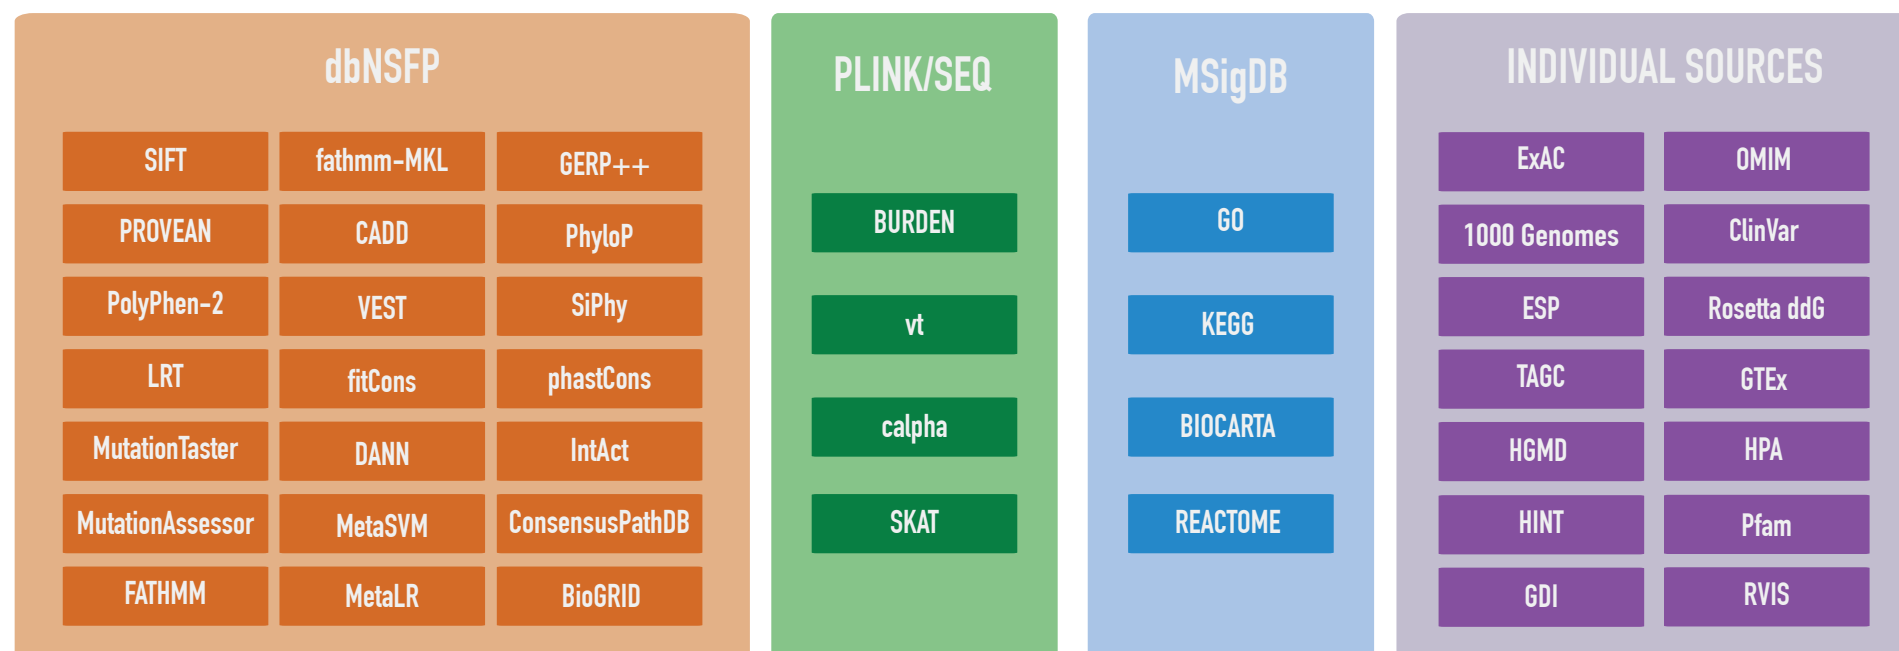 dbNSFP
SIFT
fathmm-MKL
GERP++
PROVEAN
CADD
PhyloP
PolyPhen-2
VEST
SiPhy
LRT
fitCons
phastCons
MutationTaster
DANN
IntAct
MutationAssessor
MetaSVM
ConsensusPathDB
FATHMM
MetaLR
BioGRID
PLINK/SEQ
BURDEN
vt
calpha
SKAT
MSigDB
GO
KEGG
BIOCARTA
REACTOME
INDIVIDUAL SOURCES
ExAC
OMIM
1000 Genomes
ClinVar
ESP
Rosetta ddG
TAGC
GTEx
HGMD
HPA
HINT
Pfam
GDI
RVIS